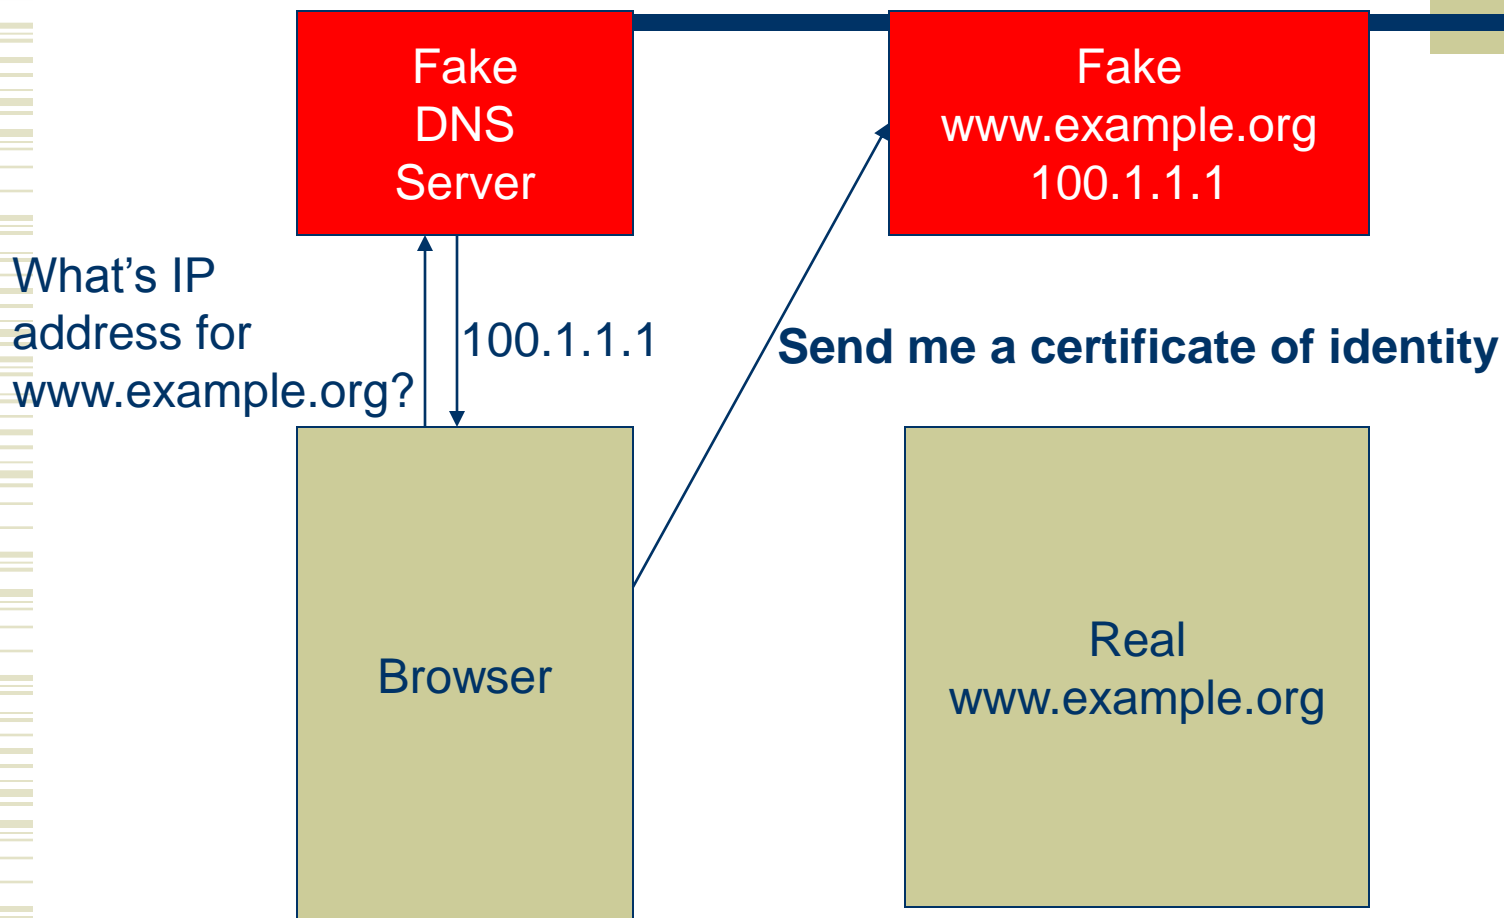 Fake
DNS
Server
Fake
www.example.org
100.1.1.1
What’s IP
address for
www.example.org?
100.1.1.1
Send me a certificate of identity
Browser
Real
www.example.org